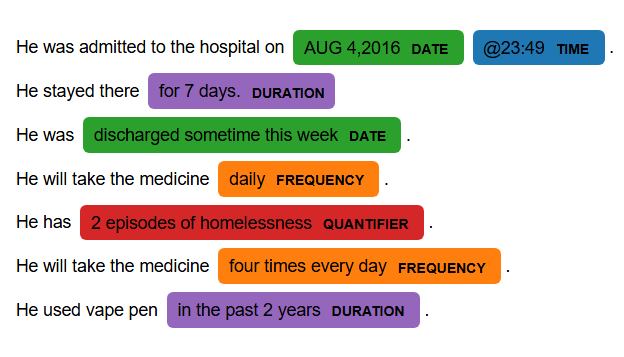 He was admitted to the hospital on AUG 4,2016 DATE @23:49 TIME .
He stayed there for 7 days. DURATION
He was discharged sometime this week DATE .
He will take the medicine daily FREQUENCY .
He has 2 episodes of homelessness QUANTIFIER .
He will take the medicine four times every day FREQUENCY .
He used vape pen in the past 2 years DURATION .